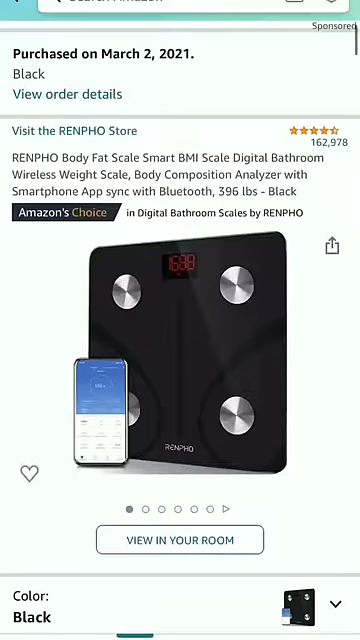 Sponsored
Purchased on March 2, 2021.
Black
View order details
Visit the RENPHO Store
162,978
RENPHO Body Fat Scale Smart BMI Scale Digital Bathroom
Wireless Weight Scale, Body Composition Analyzer with
Smartphone App sync with Bluetooth, 396 lbs - Black
Amazon's Choice in Digital Bathroom Scales by RENPHO
RENPHO
VIEW IN YOUR ROOM
Color:
Black